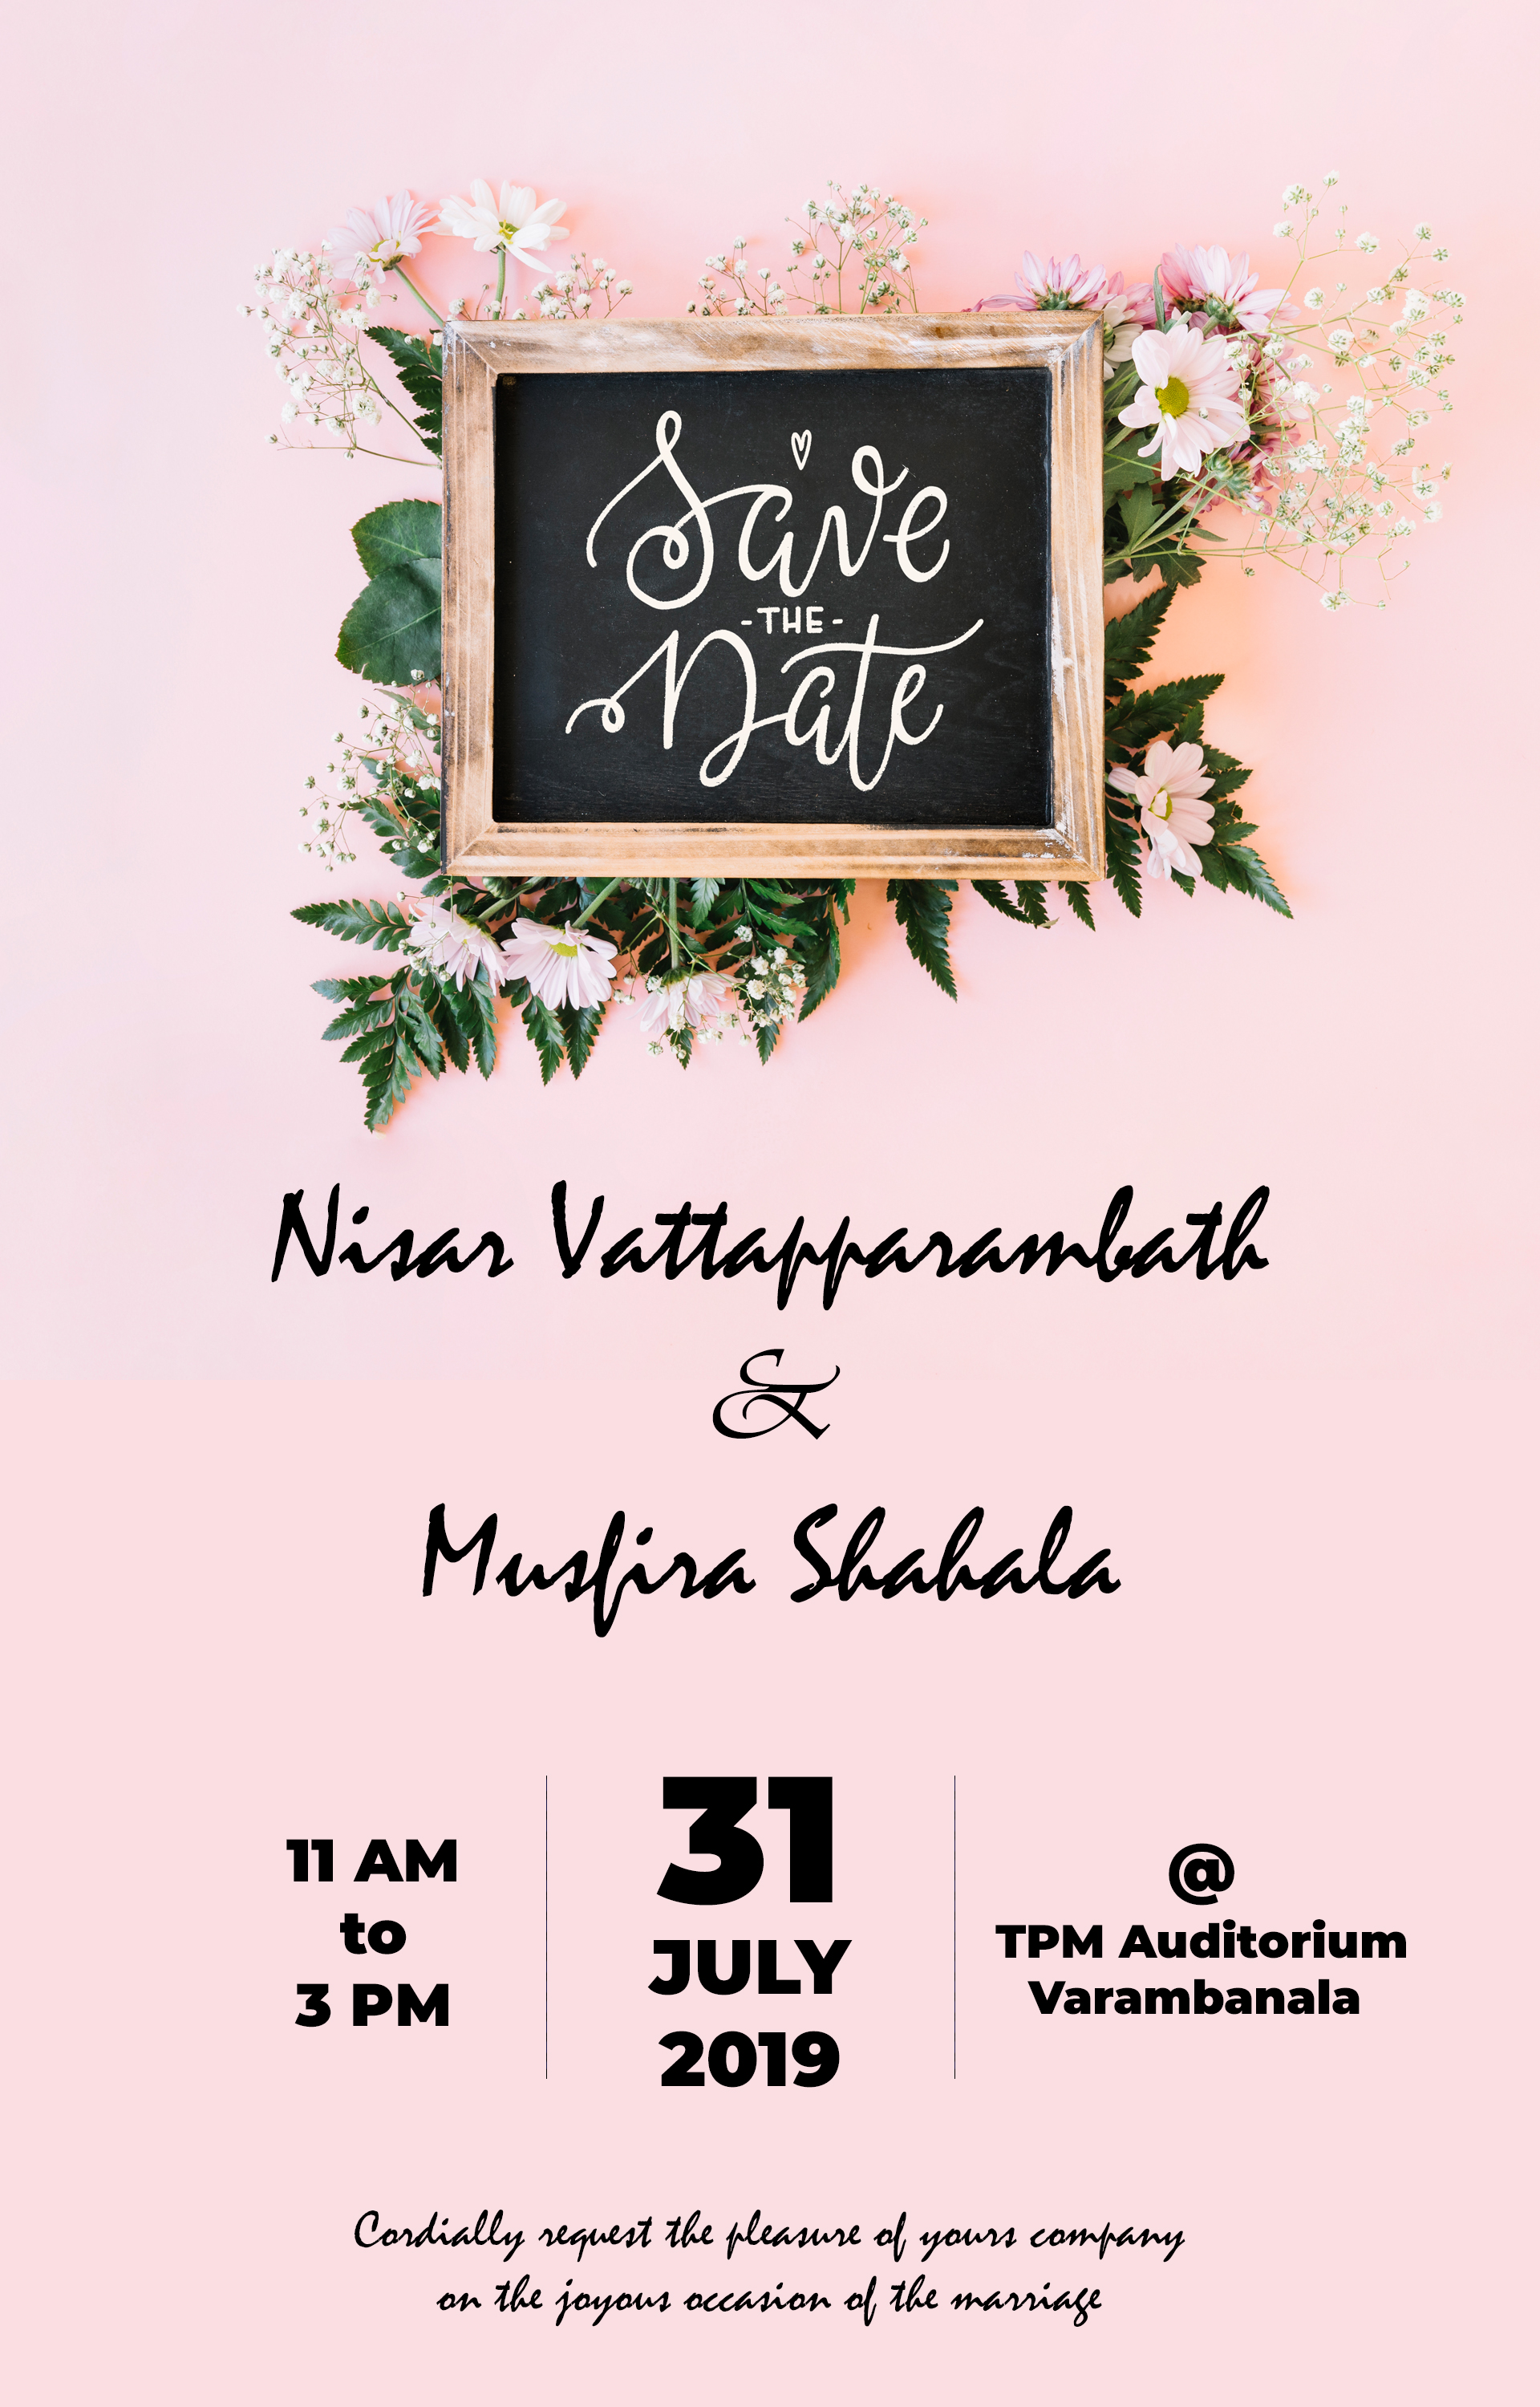 Save
-THE-
Date
Nisar Vattapparambath
&
Musfira Shahala
11 AM
to
3 PM
31
JULY
2019
@
TPM Auditorium
Varambanala
Cordially request the pleasure of yours company
on the joyous occasion of the marriage